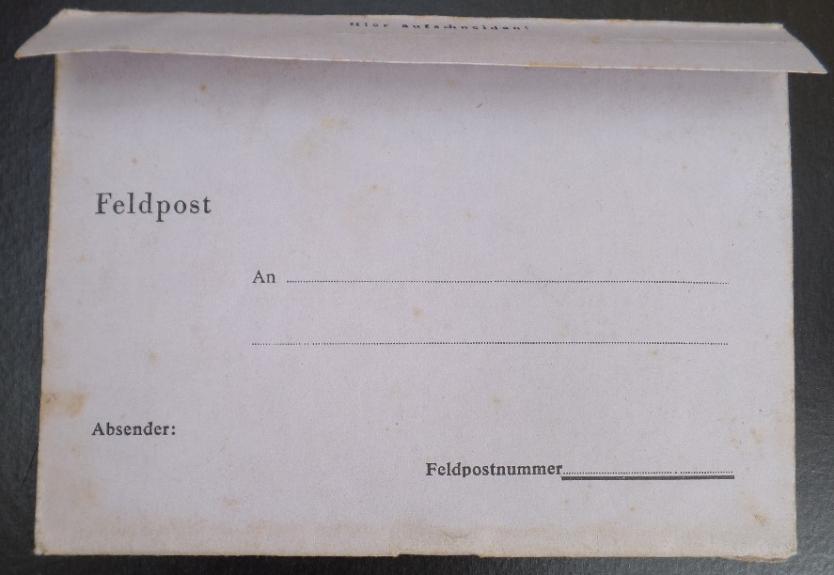 Hier aufschneiden!
Feldpost
An
Absender:
Feldpostnummer